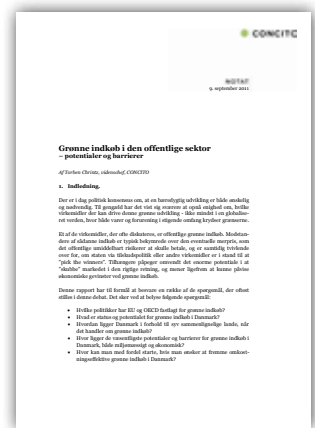 CONCITO
NOTAT
9. september 2011
Grønne indkøb i den offentlige sektor
– potentialer og barrierer
Af Torben Chrintz, videnschef, CONCITO
1. Indledning.
Der er i dag politisk konsensus om, at en bæredygtig udvikling er både ønskelig
og nødvendig. Til gengæld har det vist sig sværere at opnå enighed om, hvilke
virkemidler der kan drive denne grønne udvikling - ikke mindst i en globalise-
ret verden, hvor både varer og forurening i stigende omfang krydser grænserne.
Et af de virkemidler, der ofte diskuteres, er offentlige grønne indkøb. Modstan-
dere af sådanne indkøb er typisk bekymrede over den eventuelle merpris, som
det offentlige umiddelbart risikerer at skulle betale, og er samtidig tvivlende
over for, om staten via tilskudspolitik eller andre virkemidler er i stand til at
"pick the winners". Tilhængere påpeger omvendt det enorme potentiale i at
"skubbe" markedet i den rigtige retning, og mener ligefrem at kunne påvise
økonomiske gevinster ved grønne indkøb.
Denne rapport har til formål at besvare en række af de spørgsmål, der oftest
stilles i denne debat. Det sker ved at belyse følgende spørgsmål:
• Hvilke politikker har EU og OECD fastlagt for grønne indkøb?
• Hvad er status og potentialet for grønne indkøb i Danmark?
• Hvordan ligger Danmark i forhold til syv sammenlignelige lande, når
det handler om grønne indkøb?
• Hvor ligger de væsentligste potentialer og barrierer for grønne indkøb i
Danmark, både miljømæssigt og økonomisk?
• Hvor kan man med fordel starte, hvis man ønsker at fremme omkost-
ningseffektive grønne indkøb i Danmark?